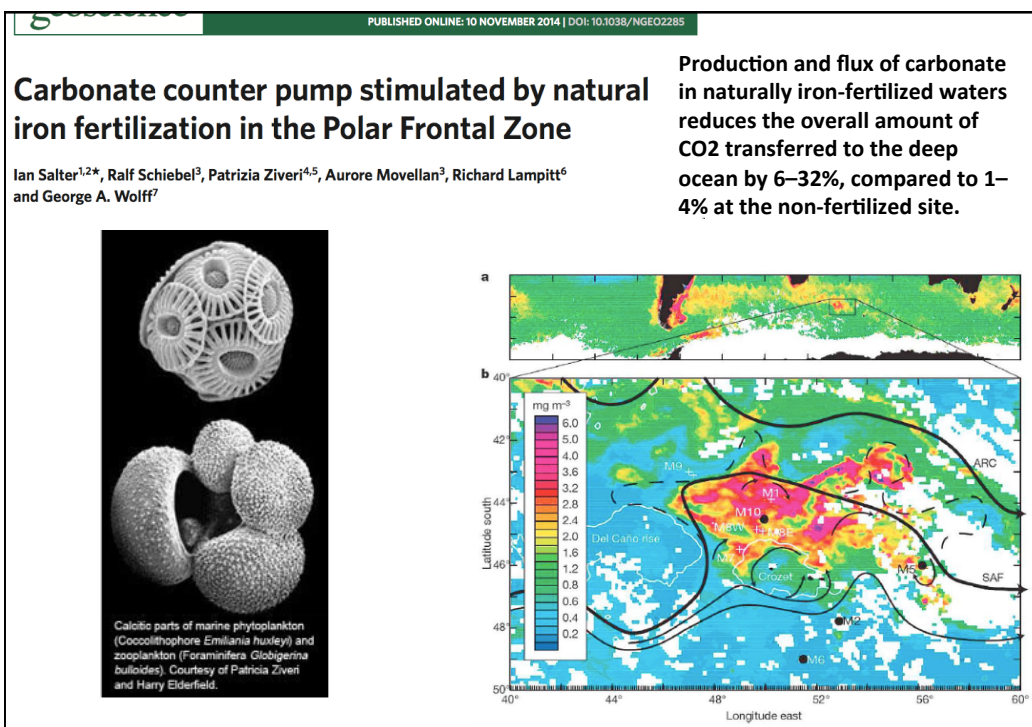 geoscience
PUBLISHED ONLINE: 10 NOVEMBER 2014 | DOI: 10.1038/NGEO2285
Carbonate counter pump stimulated by natural
iron fertilization in the Polar Frontal Zone
Ian Salter1,2*, Ralf Schiebel3, Patrizia Ziveri4,5, Aurore Movellan3, Richard Lampitt6
and George A. Wolff7
Production and flux of carbonate
in naturally iron-fertilized waters
reduces the overall amount of
CO2 transferred to the deep
ocean by 6–32%, compared to 1–
4% at the non-fertilized site.
Calcitic parts of marine phytoplankton
(Coccolithophore Emiliania huxleyi) and
zooplankton (Foraminifera Globigerina
bulloides). Courtesy of Patricia Ziveri
and Harry Elderfield.
a
b
40°
42°
44°
46°
48°
50°
Latitude south
mg m–3
6.0
5.0
4.0
3.6
3.2
2.8
2.4
2.0
1.6
1.2
0.8
0.6
0.4
0.2
M9
M1
M10
M8W
M8E
M7
Del Caño rise
Crozet
M5
M2
M6
ARC
SAF
40°
44°
48°
52°
56°
60°
Longitude east